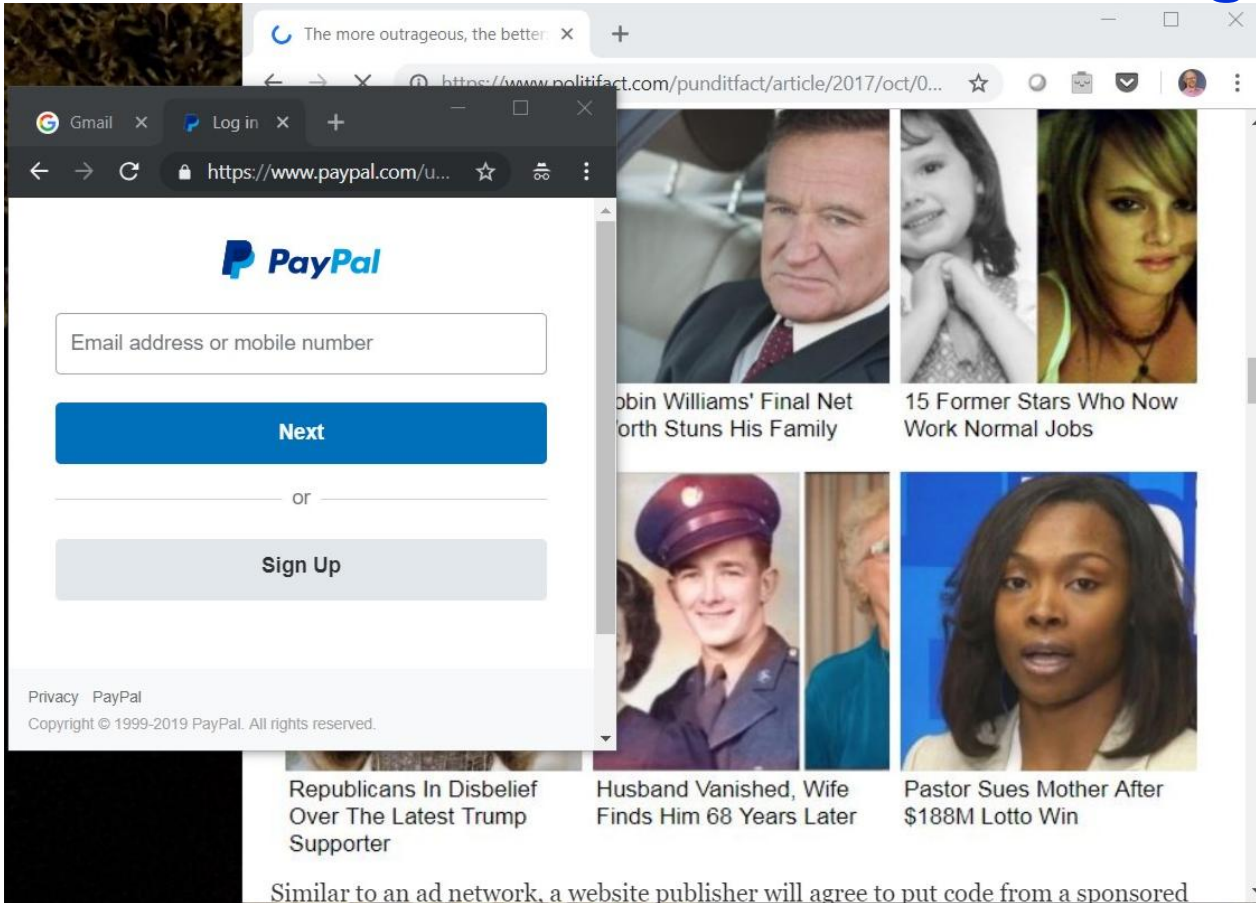 The more outrageous, the better:
https://www.politifact.com/punditfact/article/2017/oct/0...
Gmail
Log in
https://www.paypal.com/u...
PayPal
Email address or mobile number
Next
or
Sign Up
Privacy PayPal
Copyright © 1999-2019 PayPal. All rights reserved.
Williams' Final Net
Stuns His Family
15 Former Stars Who Now
Work Normal Jobs
Republicans In Disbelief
Over The Latest Trump
Supporter
Husband Vanished, Wife
Finds Him 68 Years Later
Pastor Sues Mother After
$188M Lotto Win
Similar to an ad network, a website publisher will agree to put code from a sponsored